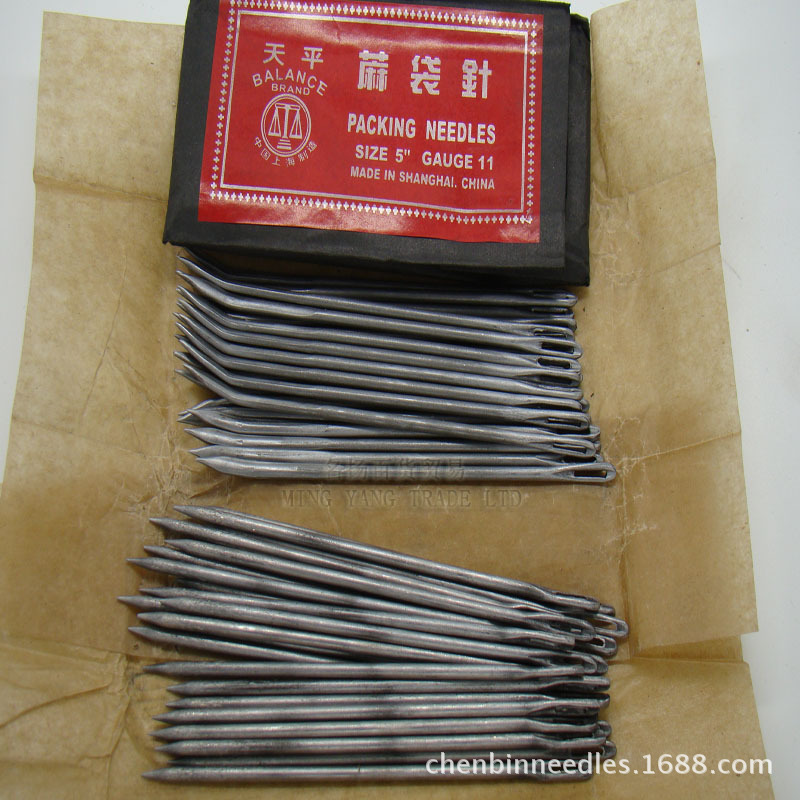 天平
BALANCE
BRAND
中国上海制造
蔴袋針
PACKING NEEDLES
SIZE 5" GAUGE 11
MADE IN SHANGHAI. CHINA
MING YANG TRADE LTD
chenbinneedles.1688.com